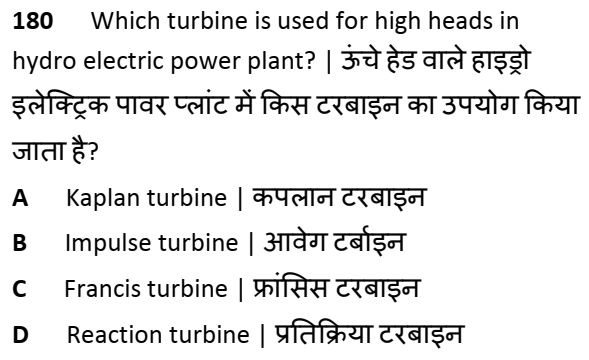 180 Which turbine is used for high heads in
hydro electric power plant? | ऊंचे हेड वाले हाइड्रो
इलेक्ट्रिक पावर प्लांट में किस टरबाइन का उपयोग किया
जाता है?
A Kaplan turbine | कपलान टरबाइन
B Impulse turbine | आवेग टर्बाइन
C Francis turbine | फ्रांसिस टरबाइन
D Reaction turbine | प्रतिक्रिया टरबाइन